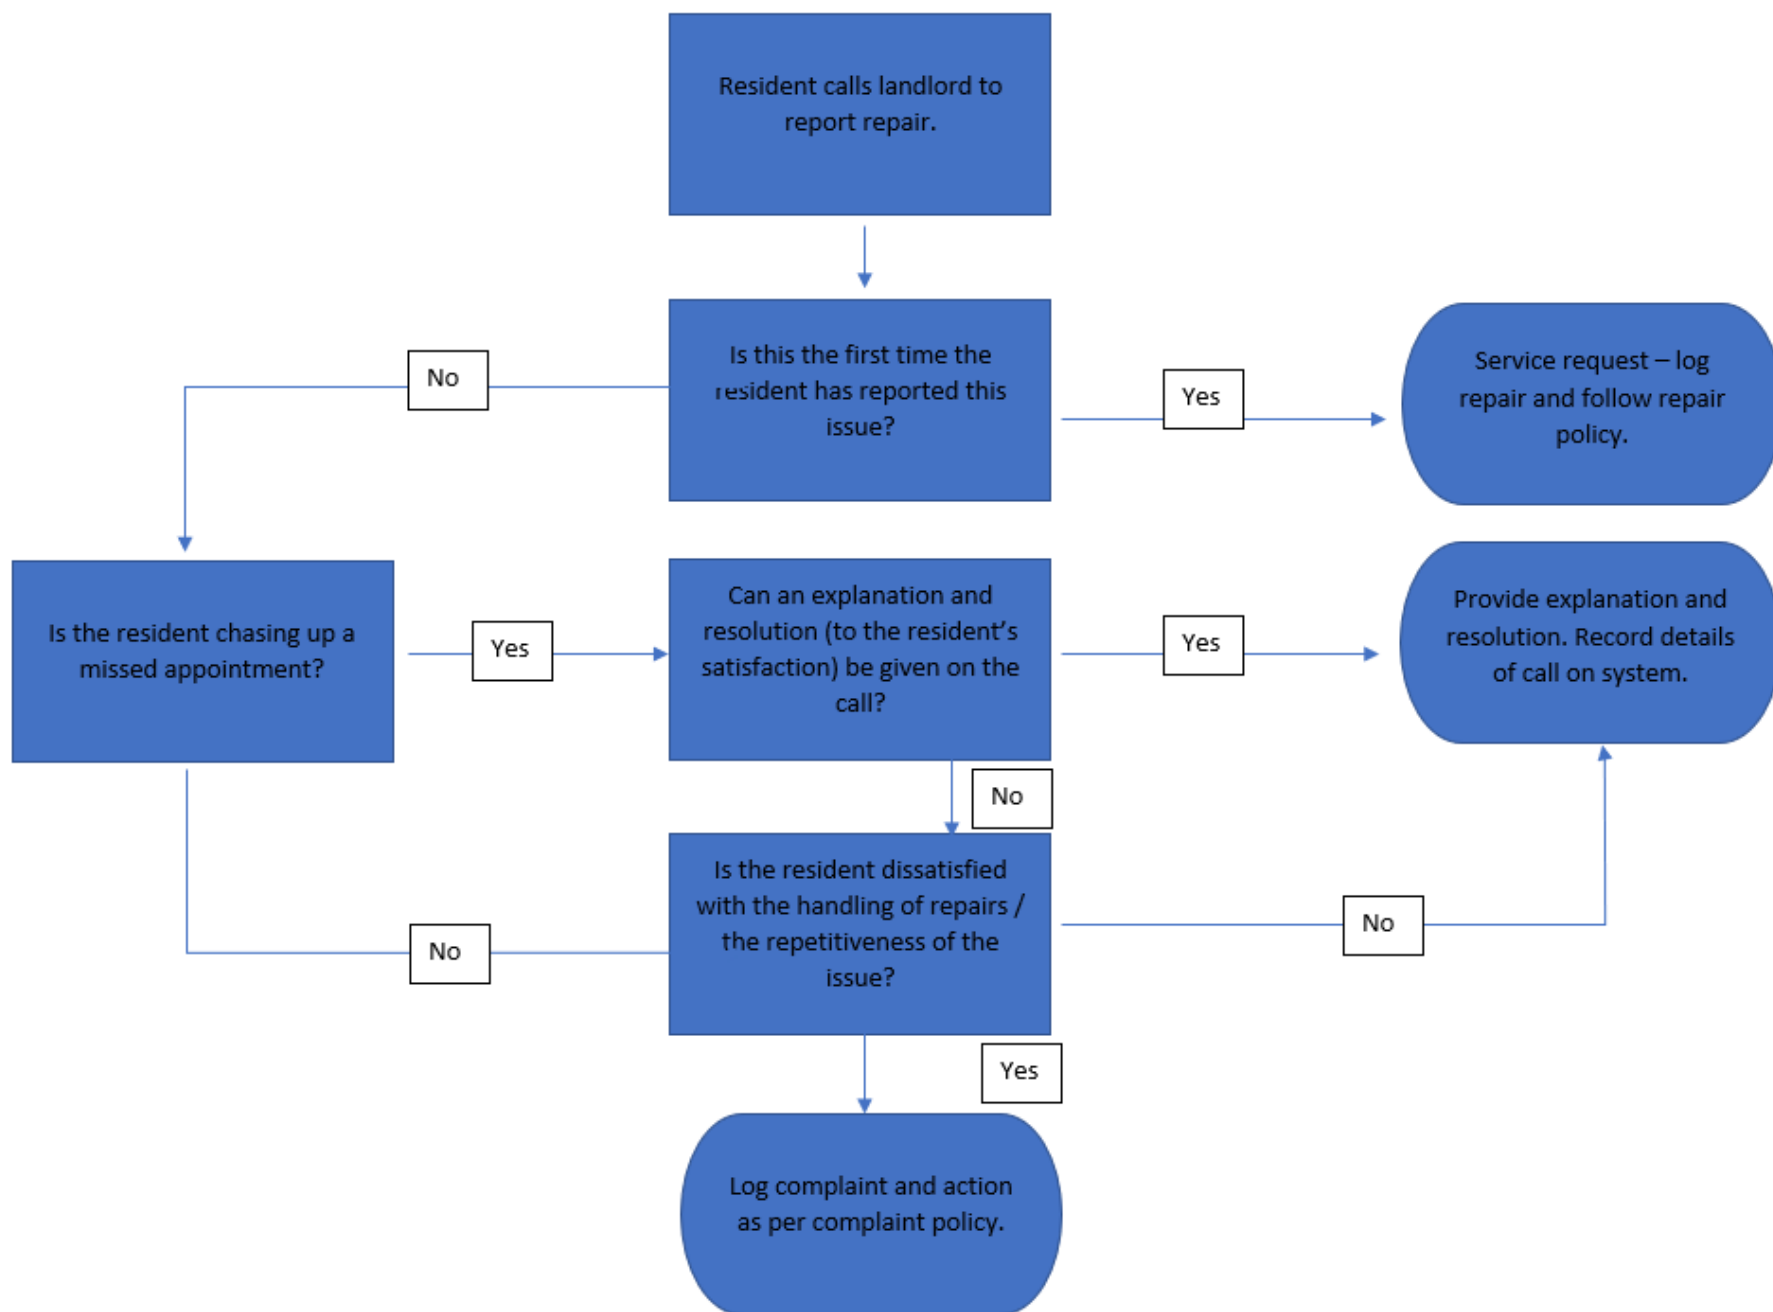 Resident calls landlord to
report repair.
Is this the first time the
resident has reported this
issue?
No
Yes
Service request – log
repair and follow repair
policy.
Is the resident chasing up a
missed appointment?
Yes
Can an explanation and
resolution (to the resident’s
satisfaction) be given on the
call?
Yes
Provide explanation and
resolution. Record details
of call on system.
No
Is the resident dissatisfied
with the handling of repairs /
the repetitiveness of the
issue?
No
No
Yes
Log complaint and action
as per complaint policy.